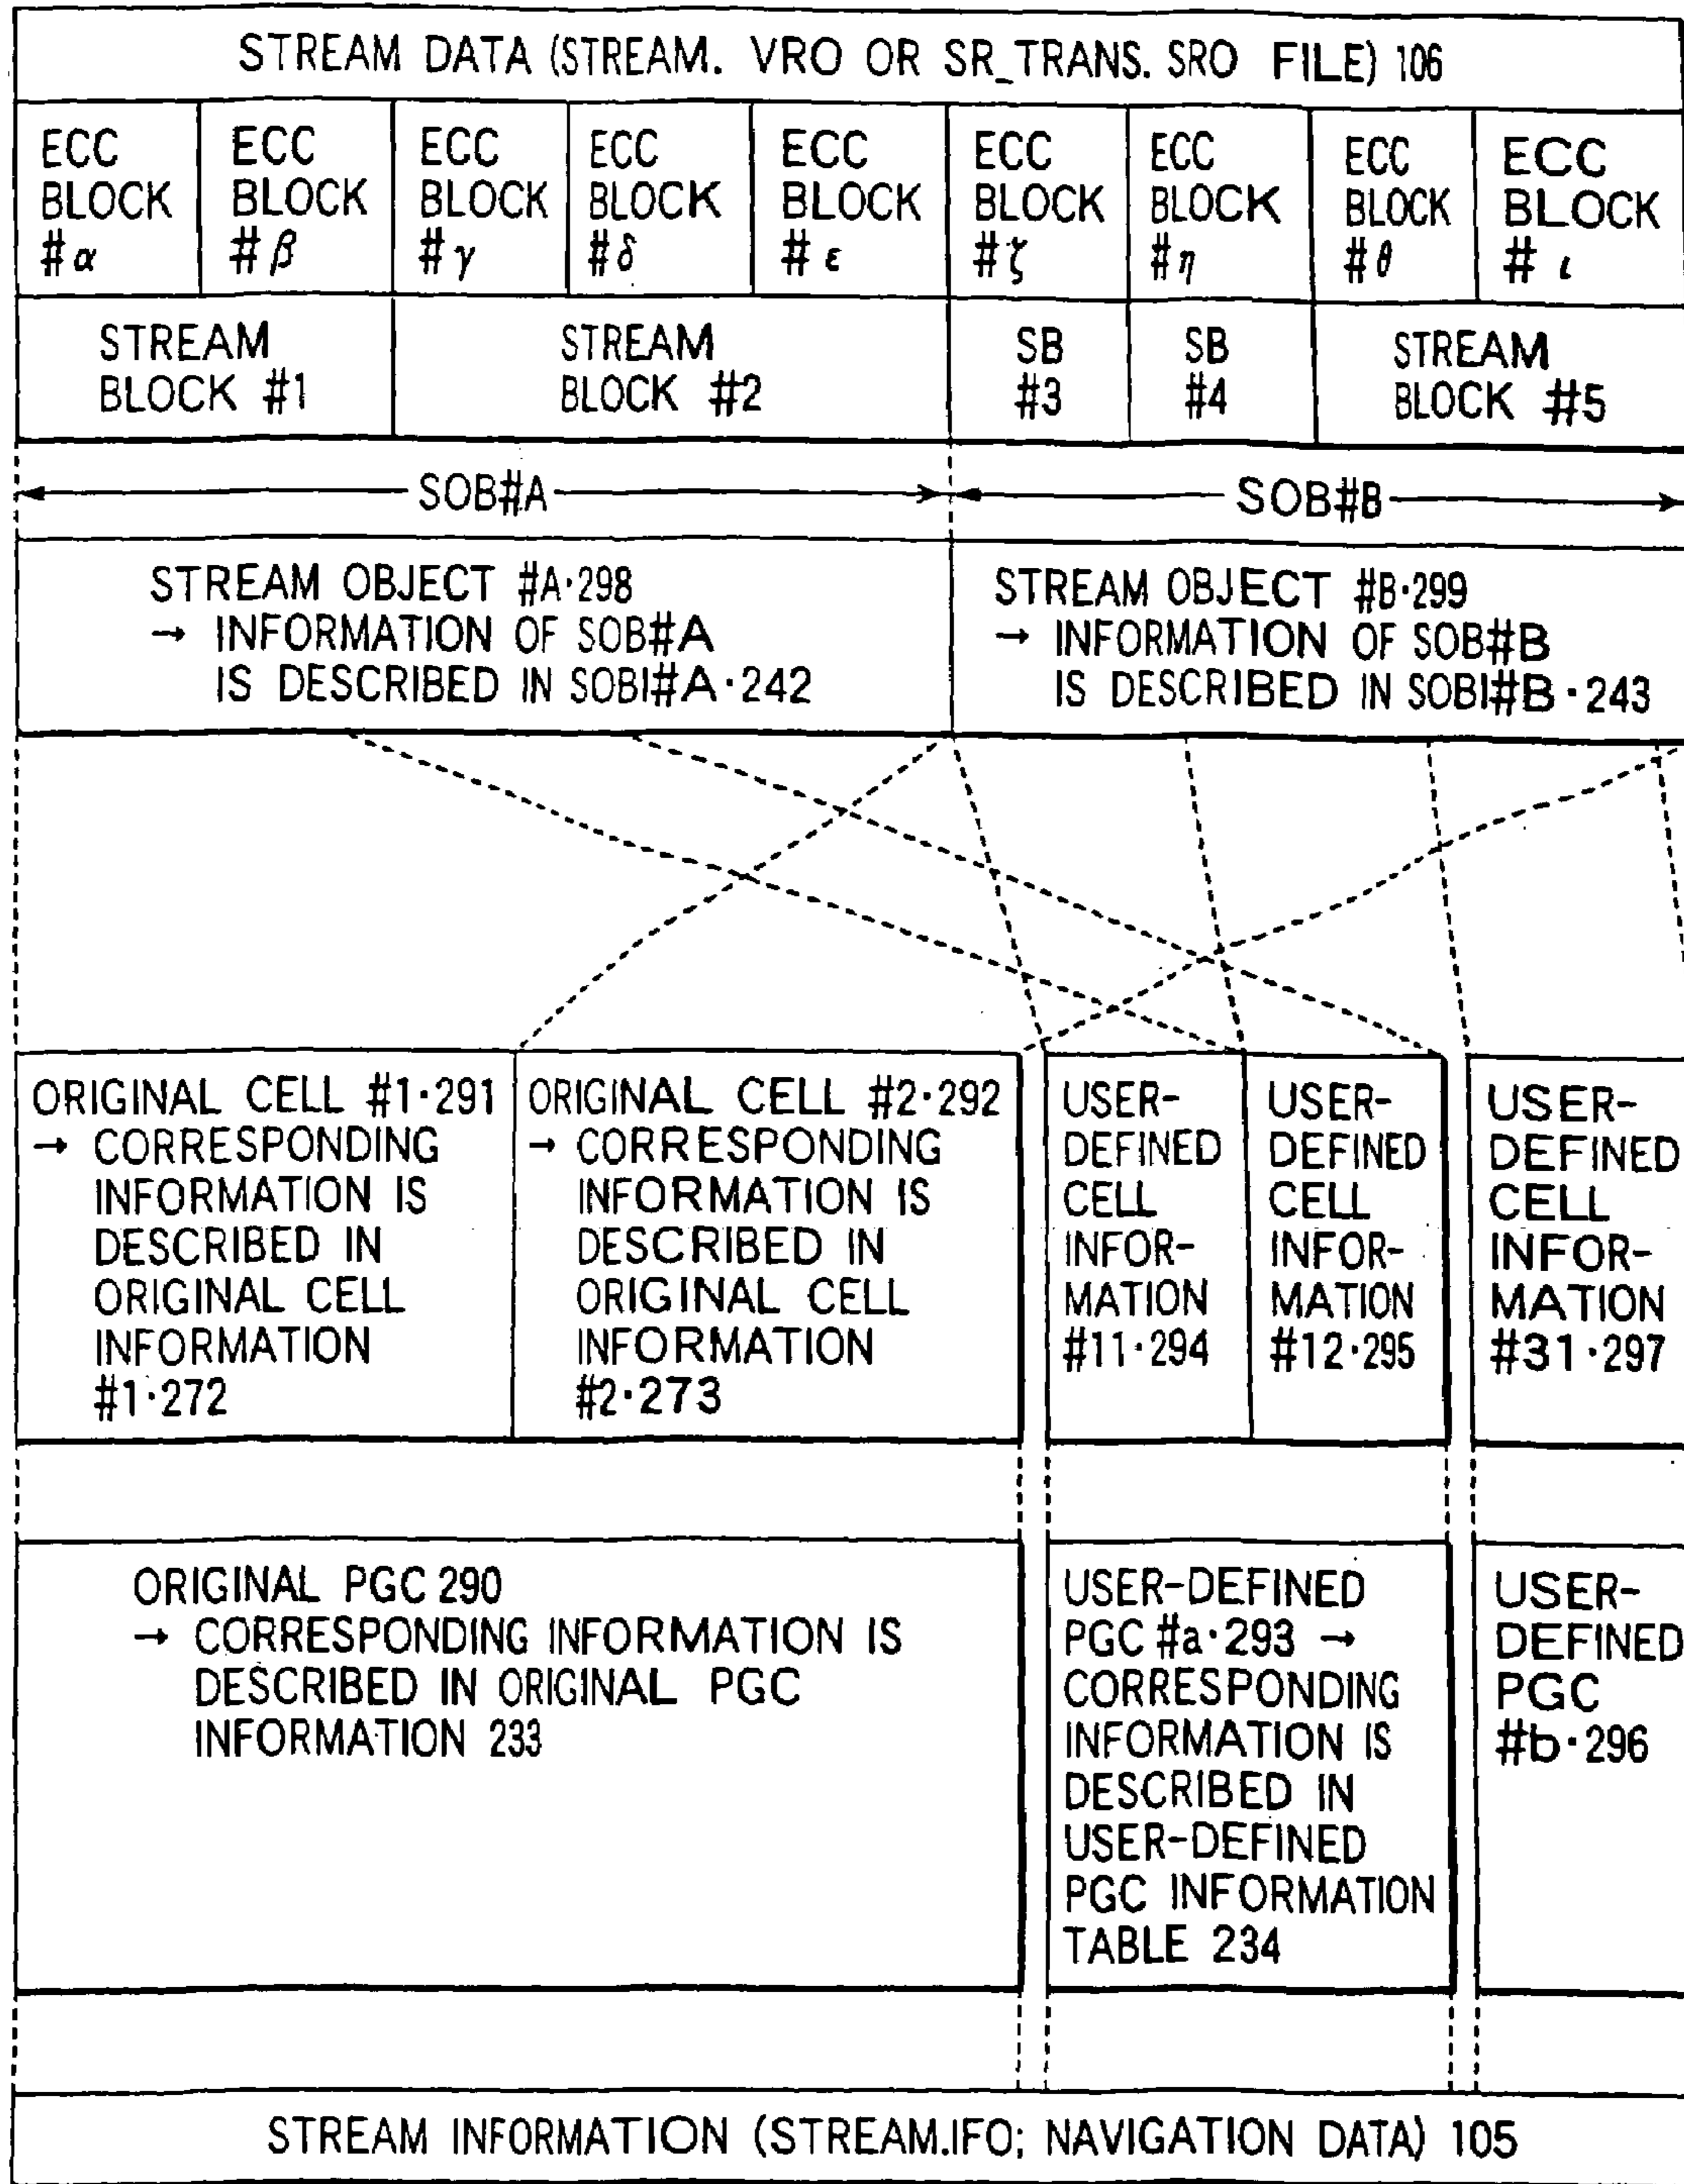 STREAM DATA (STREAM. VRO OR SR_TRANS. SRO FILE) 106
ECC
BLOCK
#α
ECC
BLOCK
#β
ECC
BLOCK
#γ
ECC
BLOCK
#δ
ECC
BLOCK
#ε
ECC
BLOCK
#ζ
ECC
BLOCK
#η
ECC
BLOCK
#θ
ECC
BLOCK
#ι
STREAM
BLOCK #1
STREAM
BLOCK #2
SB
#3
SB
#4
STREAM
BLOCK #5
SOB#A
SOB#B
STREAM OBJECT #A·298
→ INFORMATION OF SOB#A
IS DESCRIBED IN SOBI#A·242
STREAM OBJECT #B·299
→ INFORMATION OF SOB#B
IS DESCRIBED IN SOBI#B·243
ORIGINAL CELL #1·291
→ CORRESPONDING
INFORMATION IS
DESCRIBED IN
ORIGINAL CELL
INFORMATION
#1·272
ORIGINAL CELL #2·292
→ CORRESPONDING
INFORMATION IS
DESCRIBED IN
ORIGINAL CELL
INFORMATION
#2·273
USER-
DEFINED
CELL
INFOR-
MATION
#11·294
USER-
DEFINED
CELL
INFOR-
MATION
#12·295
USER-
DEFINED
CELL
INFOR-
MATION
#31·297
ORIGINAL PGC 290
→ CORRESPONDING INFORMATION IS
DESCRIBED IN ORIGINAL PGC
INFORMATION 233
USER-DEFINED
PGC #a·293 →
CORRESPONDING
INFORMATION IS
DESCRIBED IN
USER-DEFINED
PGC INFORMATION
TABLE 234
USER-
DEFINED
PGC
#b·296
STREAM INFORMATION (STREAM.IFO; NAVIGATION DATA) 105